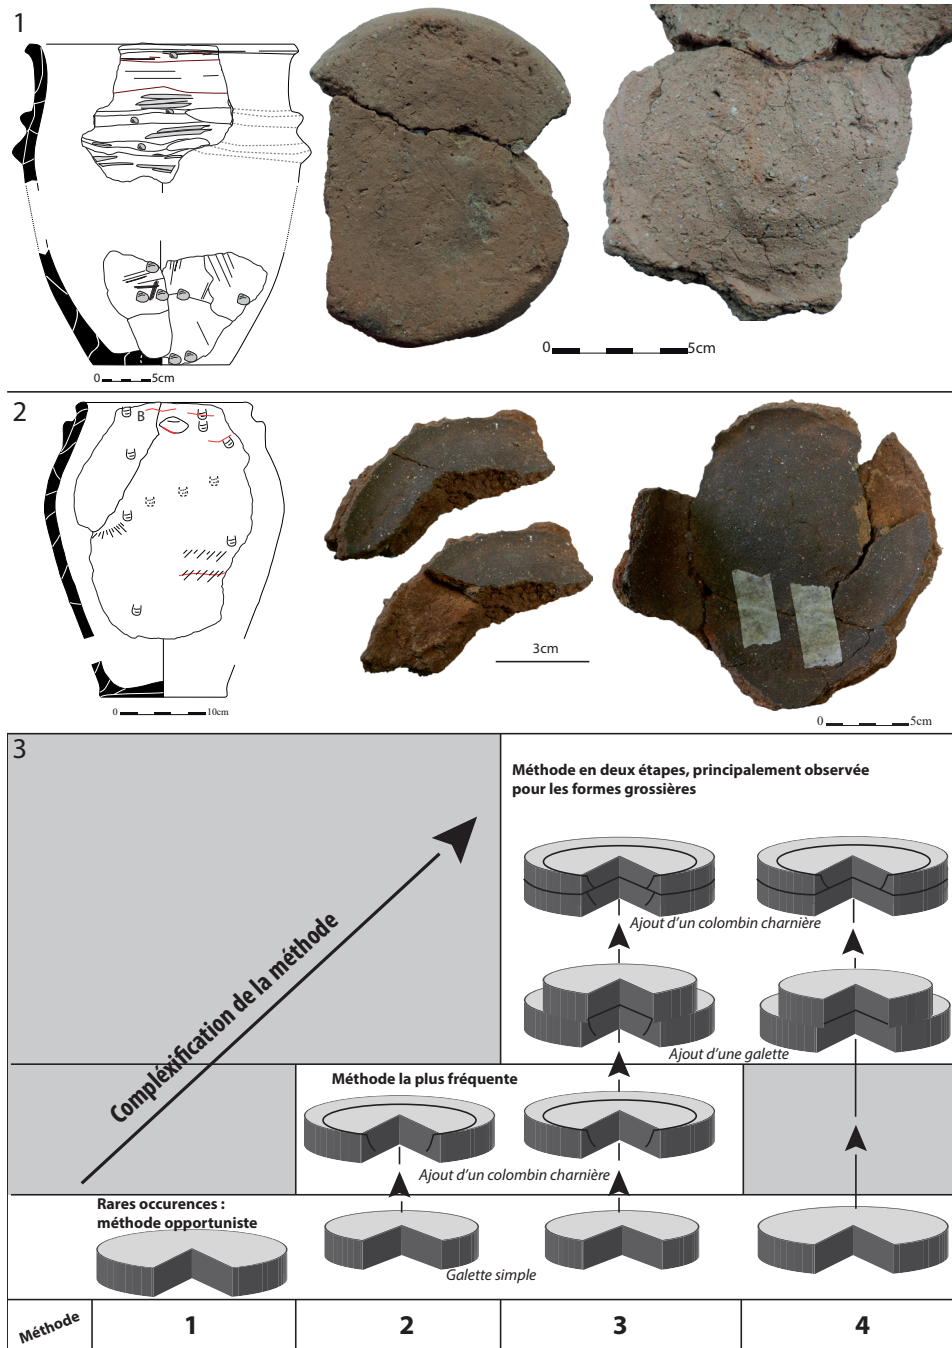 1
0
5cm
0
5cm
2
B
0
10cm
3cm
0
5cm
3
Méthode en deux étapes, principalement observée
pour les formes grossières
Compléxification de la méthode
Ajout d'un colombin charnière
Ajout d'une galette
Méthode la plus fréquente
Ajout d'un colombin charnière
Rares occurences :
méthode opportuniste
Galette simple
Méthode
1
2
3
4